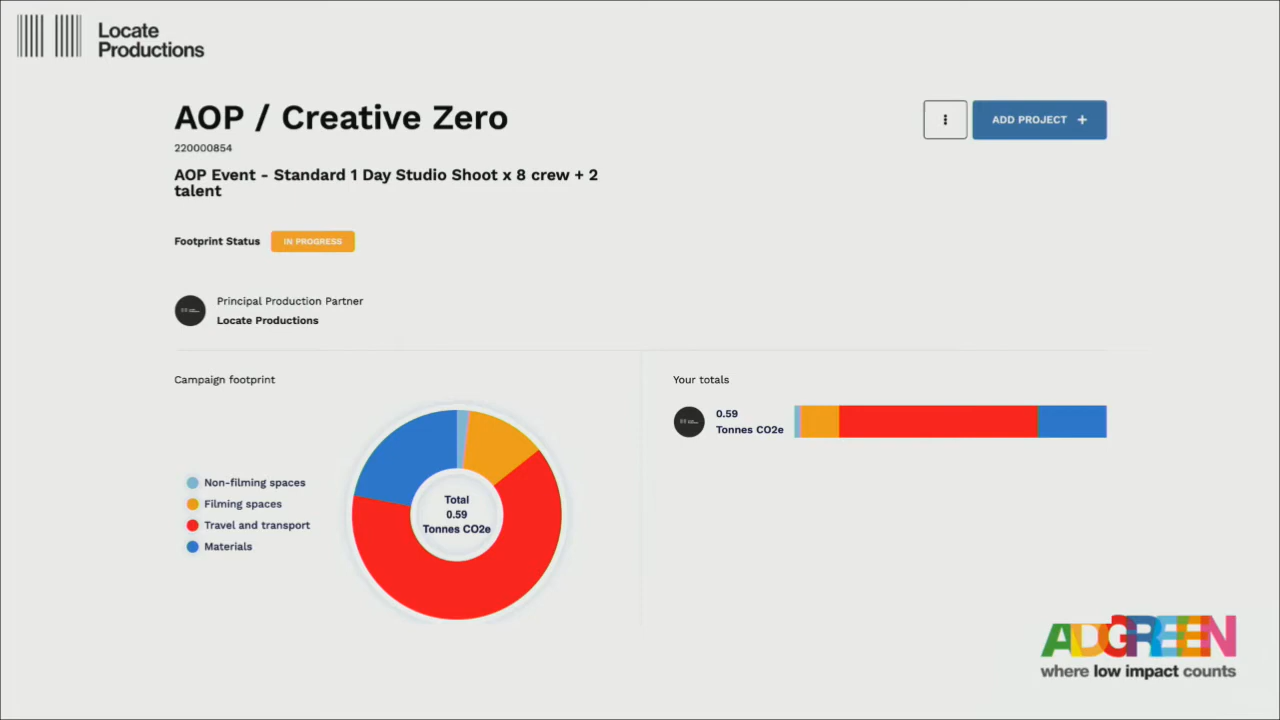 Locate
Productions
AOP / Creative Zero
220000854
AOP Event - Standard 1 Day Studio Shoot x 8 crew + 2
talent
ADD PROJECT +
Footprint Status IN PROGRESS
Principal Production Partner
Locate Productions
Campaign footprint
Non-filming spaces
Filming spaces
Travel and transport
Materials
Total
0.59
Tonnes CO2e
Your totals
0.59
Tonnes CO2e
ADGREEN
where low impact counts